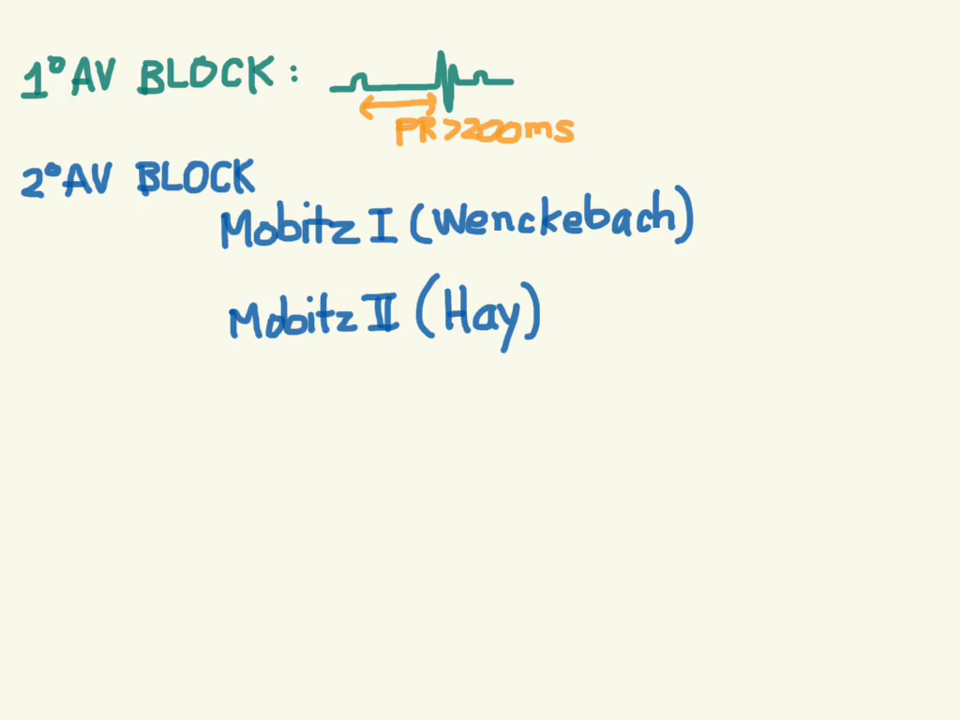 1° AV BLOCK:
PR>200ms
2° AV BLOCK
Mobitz I (Wenckebach)
Mobitz II (Hay)